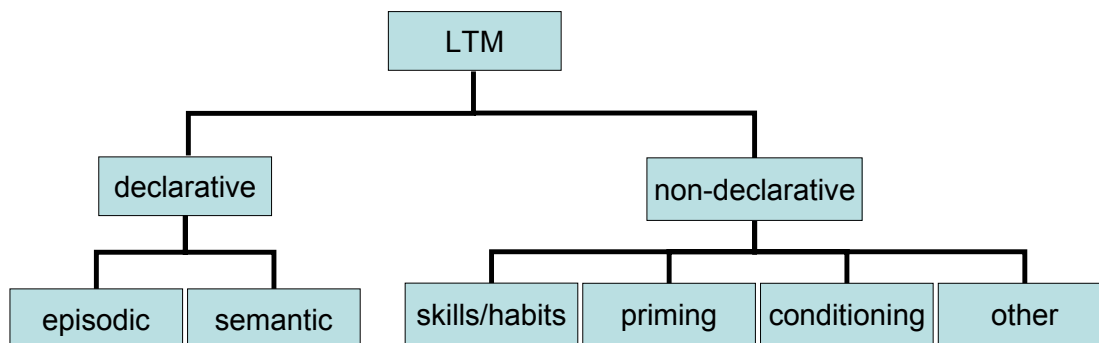 LTM
declarative
non-declarative
episodic
semantic
skills/habits
priming
conditioning
other